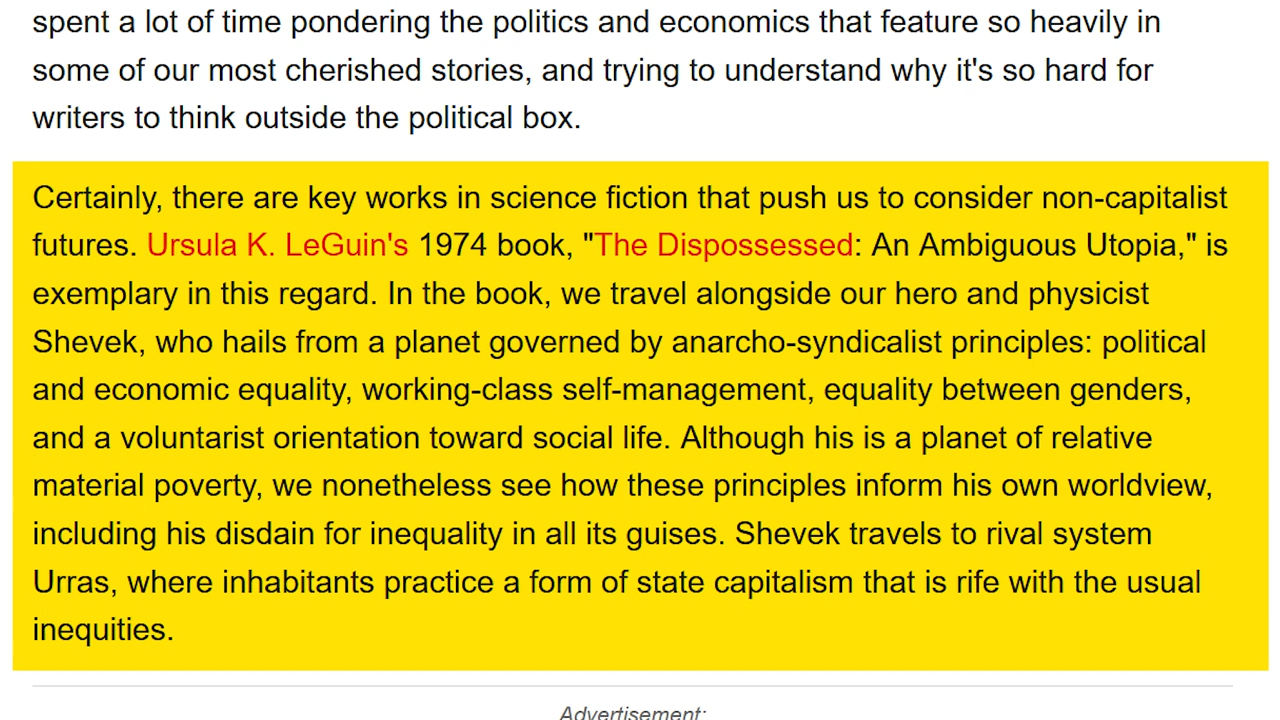 spent a lot of time pondering the politics and economics that feature so heavily in
some of our most cherished stories, and trying to understand why it's so hard for
writers to think outside the political box.
Certainly, there are key works in science fiction that push us to consider non-capitalist
futures. Ursula K. LeGuin's 1974 book, "The Dispossessed: An Ambiguous Utopia," is
exemplary in this regard. In the book, we travel alongside our hero and physicist
Shevek, who hails from a planet governed by anarcho-syndicalist principles: political
and economic equality, working-class self-management, equality between genders,
and a voluntarist orientation toward social life. Although his is a planet of relative
material poverty, we nonetheless see how these principles inform his own worldview,
including his disdain for inequality in all its guises. Shevek travels to rival system
Urras, where inhabitants practice a form of state capitalism that is rife with the usual
inequities.
Advertisement: